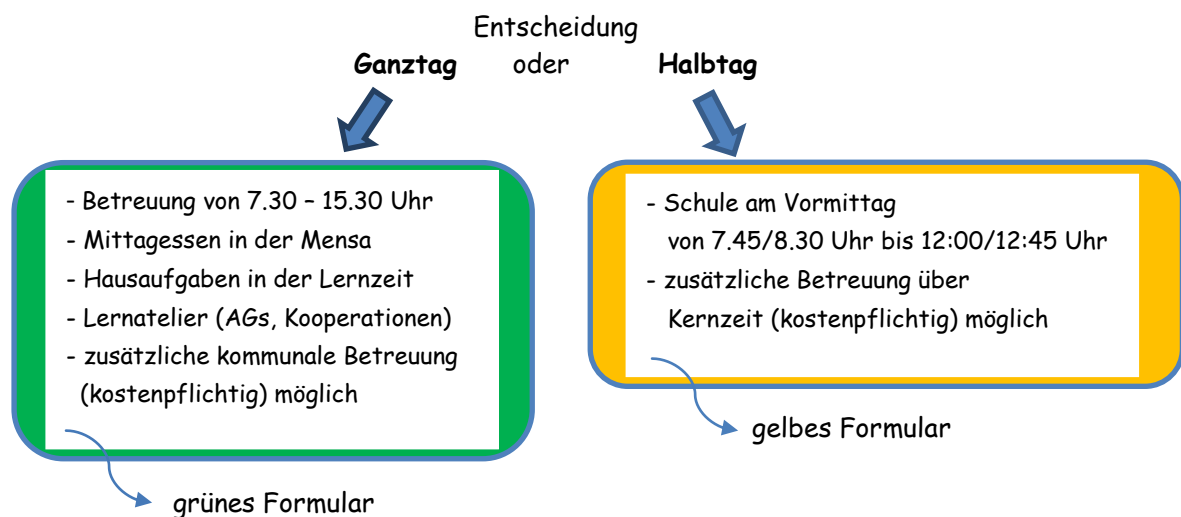 Entscheidung
Ganztag oder Halbtag
- Betreuung von 7.30 – 15.30 Uhr
- Mittagessen in der Mensa
- Hausaufgaben in der Lernzeit
- Lernatelier (AGs, Kooperationen)
- zusätzliche kommunale Betreuung
(kostenpflichtig) möglich
grünes Formular
- Schule am Vormittag
von 7.45/8.30 Uhr bis 12:00/12:45 Uhr
- zusätzliche Betreuung über
Kernzeit (kostenpflichtig) möglich
gelbes Formular